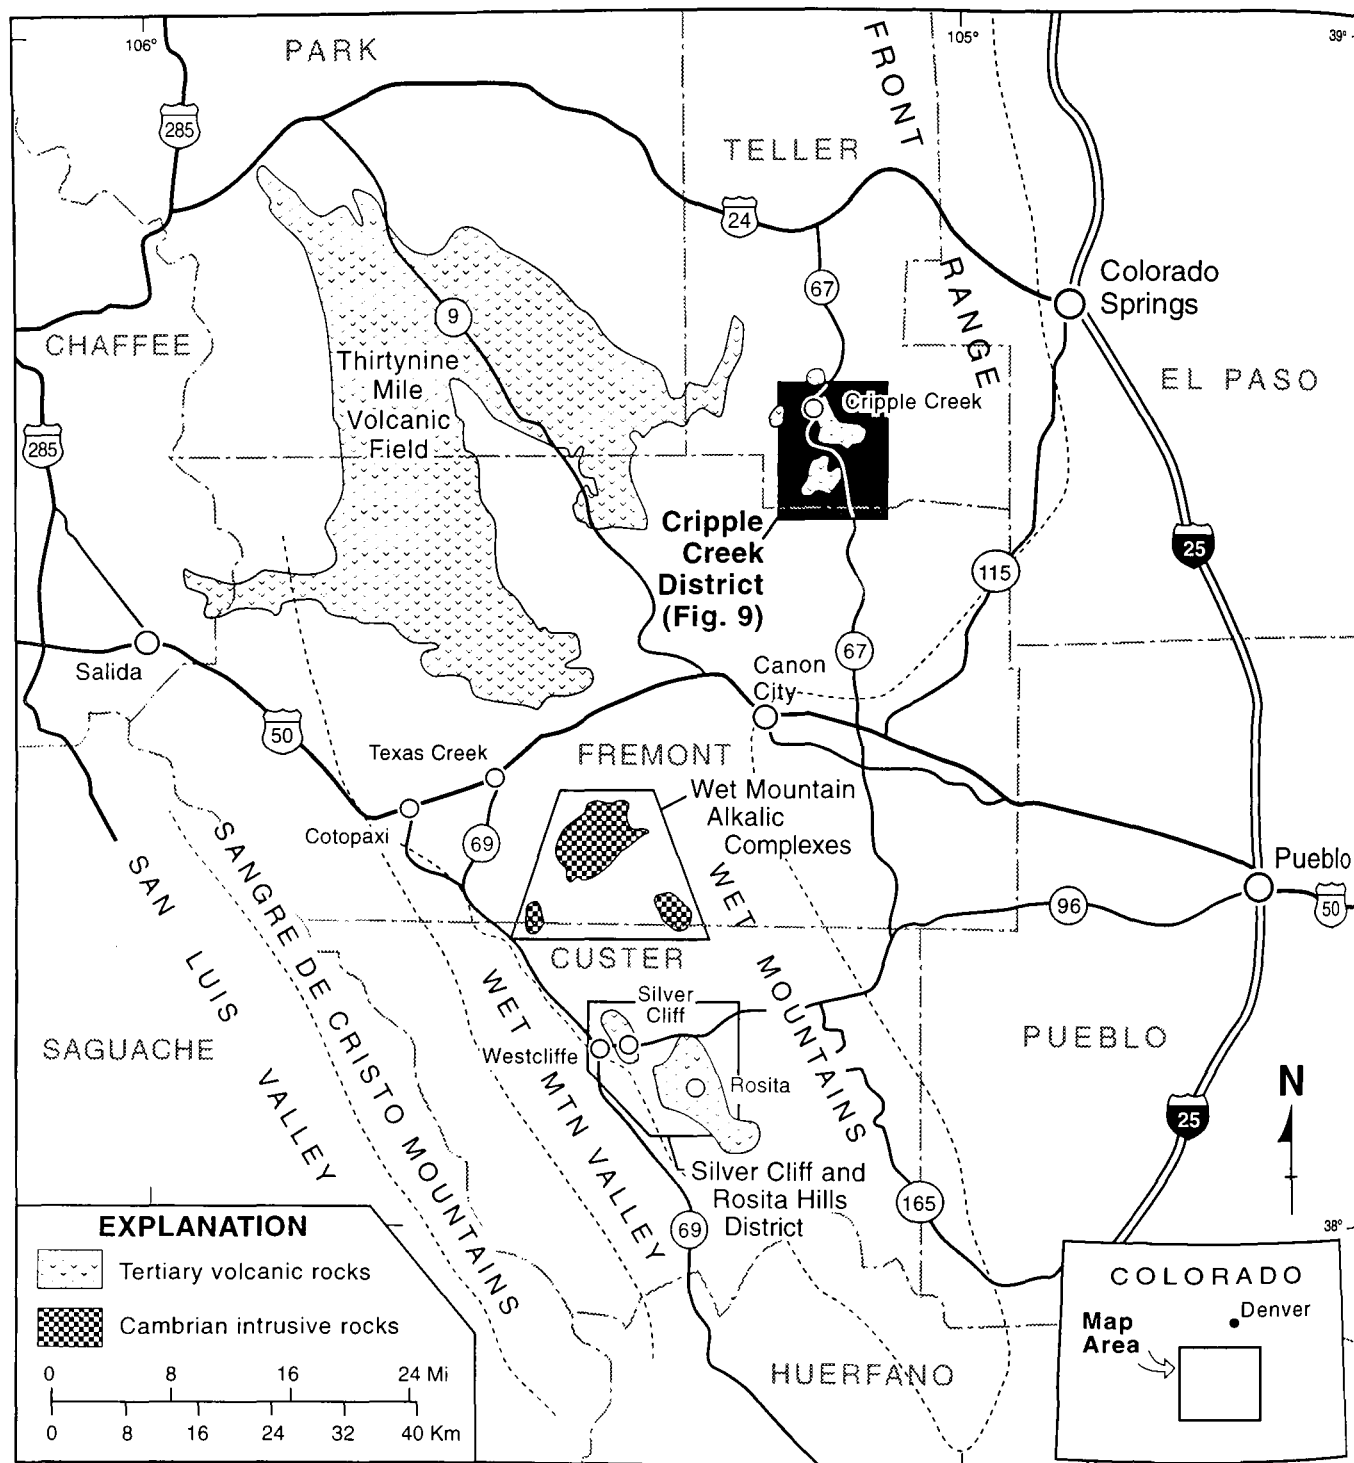 106°
105°
39°
PARK
FRONT
RANGE
285
TELLER
24
67
Colorado
Springs
9
CHAFFEE
Thirtynine
Mile
Volcanic
Field
EL PASO
Cripple Creek
285
Cripple
Creek
District
(Fig. 9)
25
115
67
Salida
Canon
City
50
Texas Creek
FREMONT
Wet Mountain
Alkalic
Complexes
Cotopaxi
69
Pueblo
50
96
SAN LUIS VALLEY
SANGRE DE CRISTO MOUNTAINS
WET MOUNTAINS
CUSTER
WET MTN VALLEY
Silver
Cliff
SAGUACHE
Westcliffe
Rosita
PUEBLO
N
25
Silver Cliff and
Rosita Hills
District
165
69
38°
HUERFANO
EXPLANATION
Tertiary volcanic rocks
Cambrian intrusive rocks
0 8 16 24 Mi
0 8 16 24 32 40 Km
COLORADO
Denver
Map
Area